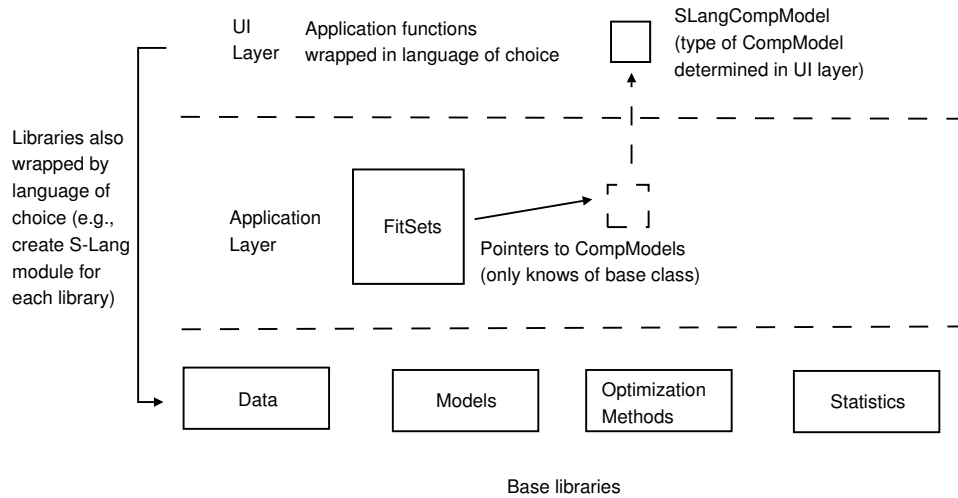 UI
Layer
Application functions
wrapped in language of choice
SLangCompModel
(type of CompModel
determined in UI layer)
Libraries also
wrapped by
language of
choice (e.g.,
create S-Lang
module for
each library)
Application
Layer
FitSets
Pointers to CompModels
(only knows of base class)
Data
Models
Optimization
Methods
Statistics
Base libraries